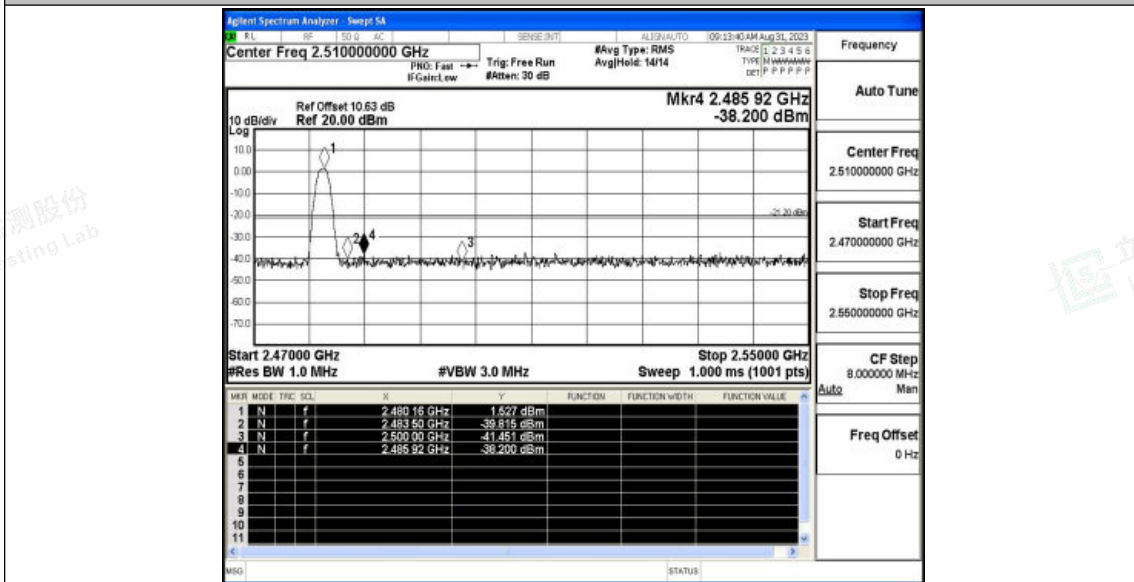 Agilent Spectrum Analyzer - Swept SA
RL RF 50 Ω AC SENSE:INT ALIGNAUTO 09:13:40 AM Aug 31, 2023
Center Freq 2.510000000 GHz
PNO: Fast
IFGain:Low
Trig: Free Run
#Atten: 30 dB
#Avg Type: RMS
Avg|Hold: 14/14
TRACE 1 2 3 4 5 6
TYPE M WWWWW
DET P P P P P P
Ref Offset 10.63 dB
10 dB/div Ref 20.00 dBm
Log
Mkr4 2.485 92 GHz
-38.200 dBm
10.0
0.00
-10.0
-20.0
-30.0
-40.0
-50.0
-60.0
-70.0
1
2
4
3
-21.20 dBm
Start 2.47000 GHz Stop 2.55000 GHz
#Res BW 1.0 MHz #VBW 3.0 MHz Sweep 1.000 ms (1001 pts)
MKR MODE TRC SCL X Y FUNCTION FUNCTION WIDTH FUNCTION VALUE
1 N f 2.480 16 GHz 1.527 dBm
2 N f 2.483 50 GHz -39.815 dBm
3 N f 2.500 00 GHz -41.451 dBm
4 N f 2.485 92 GHz -38.200 dBm
5
6
7
8
9
10
11
MSG STATUS
Frequency
Auto Tune
Center Freq
2.510000000 GHz
Start Freq
2.470000000 GHz
Stop Freq
2.550000000 GHz
CF Step
8.000000 MHz
Auto Man
Freq Offset
0 Hz
测股份
sting Lab
LCS
立